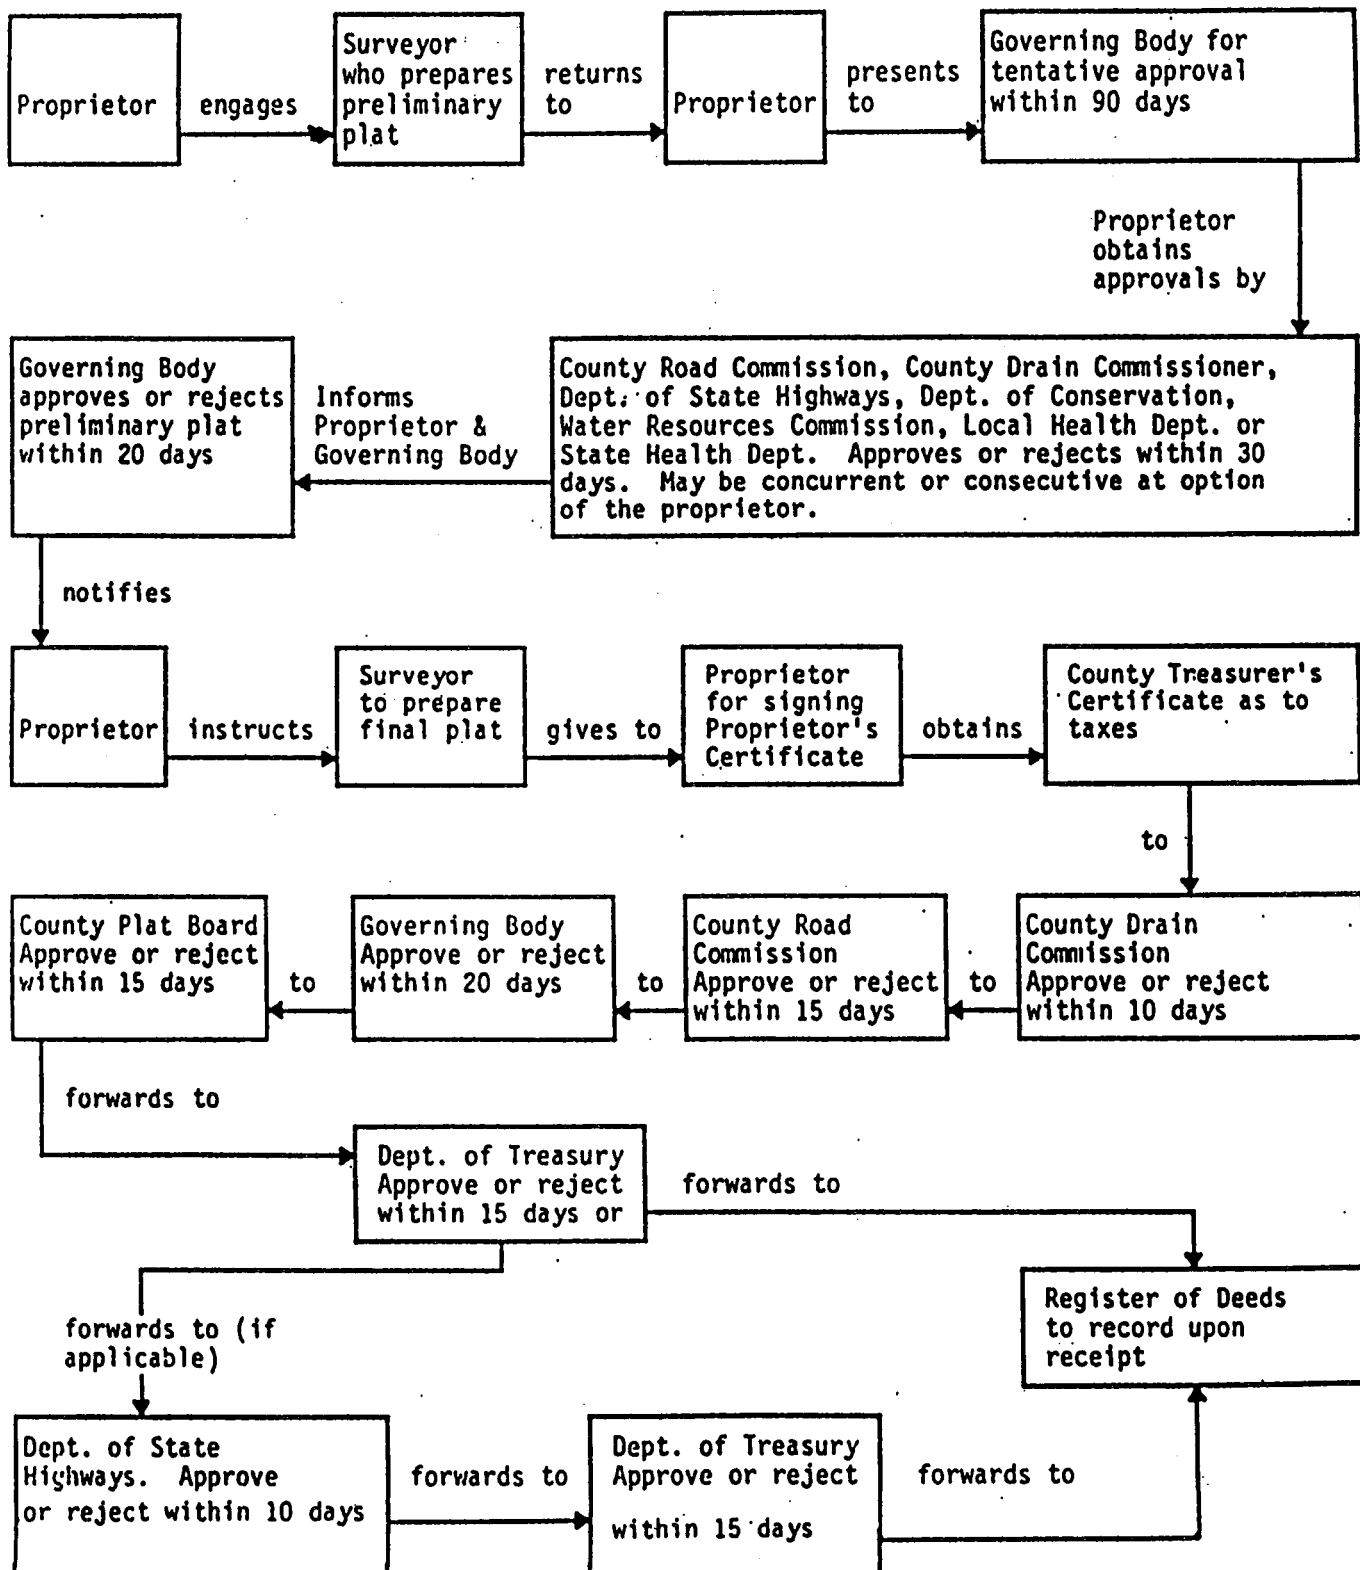 Proprietor
engages
Surveyor
who prepares
preliminary
plat
returns
to
Proprietor
presents
to
Governing Body for
tentative approval
within 90 days
Proprietor
obtains
approvals by
County Road Commission, County Drain Commissioner,
Dept. of State Highways, Dept. of Conservation,
Water Resources Commission, Local Health Dept. or
State Health Dept. Approves or rejects within 30
days. May be concurrent or consecutive at option
of the proprietor.
Informs
Proprietor &
Governing Body
Governing Body
approves or rejects
preliminary plat
within 20 days
notifies
Proprietor
instructs
Surveyor
to prepare
final plat
gives to
Proprietor
for signing
Proprietor's
Certificate
obtains
County Treasurer's
Certificate as to
taxes
to
County Drain
Commission
Approve or reject
within 10 days
to
County Road
Commission
Approve or reject
within 15 days
to
Governing Body
Approve or reject
within 20 days
to
County Plat Board
Approve or reject
within 15 days
forwards to
Dept. of Treasury
Approve or reject
within 15 days or
forwards to
Register of Deeds
to record upon
receipt
forwards to (if
applicable)
Dept. of State
Highways. Approve
or reject within 10 days
forwards to
Dept. of Treasury
Approve or reject
within 15 days
forwards to